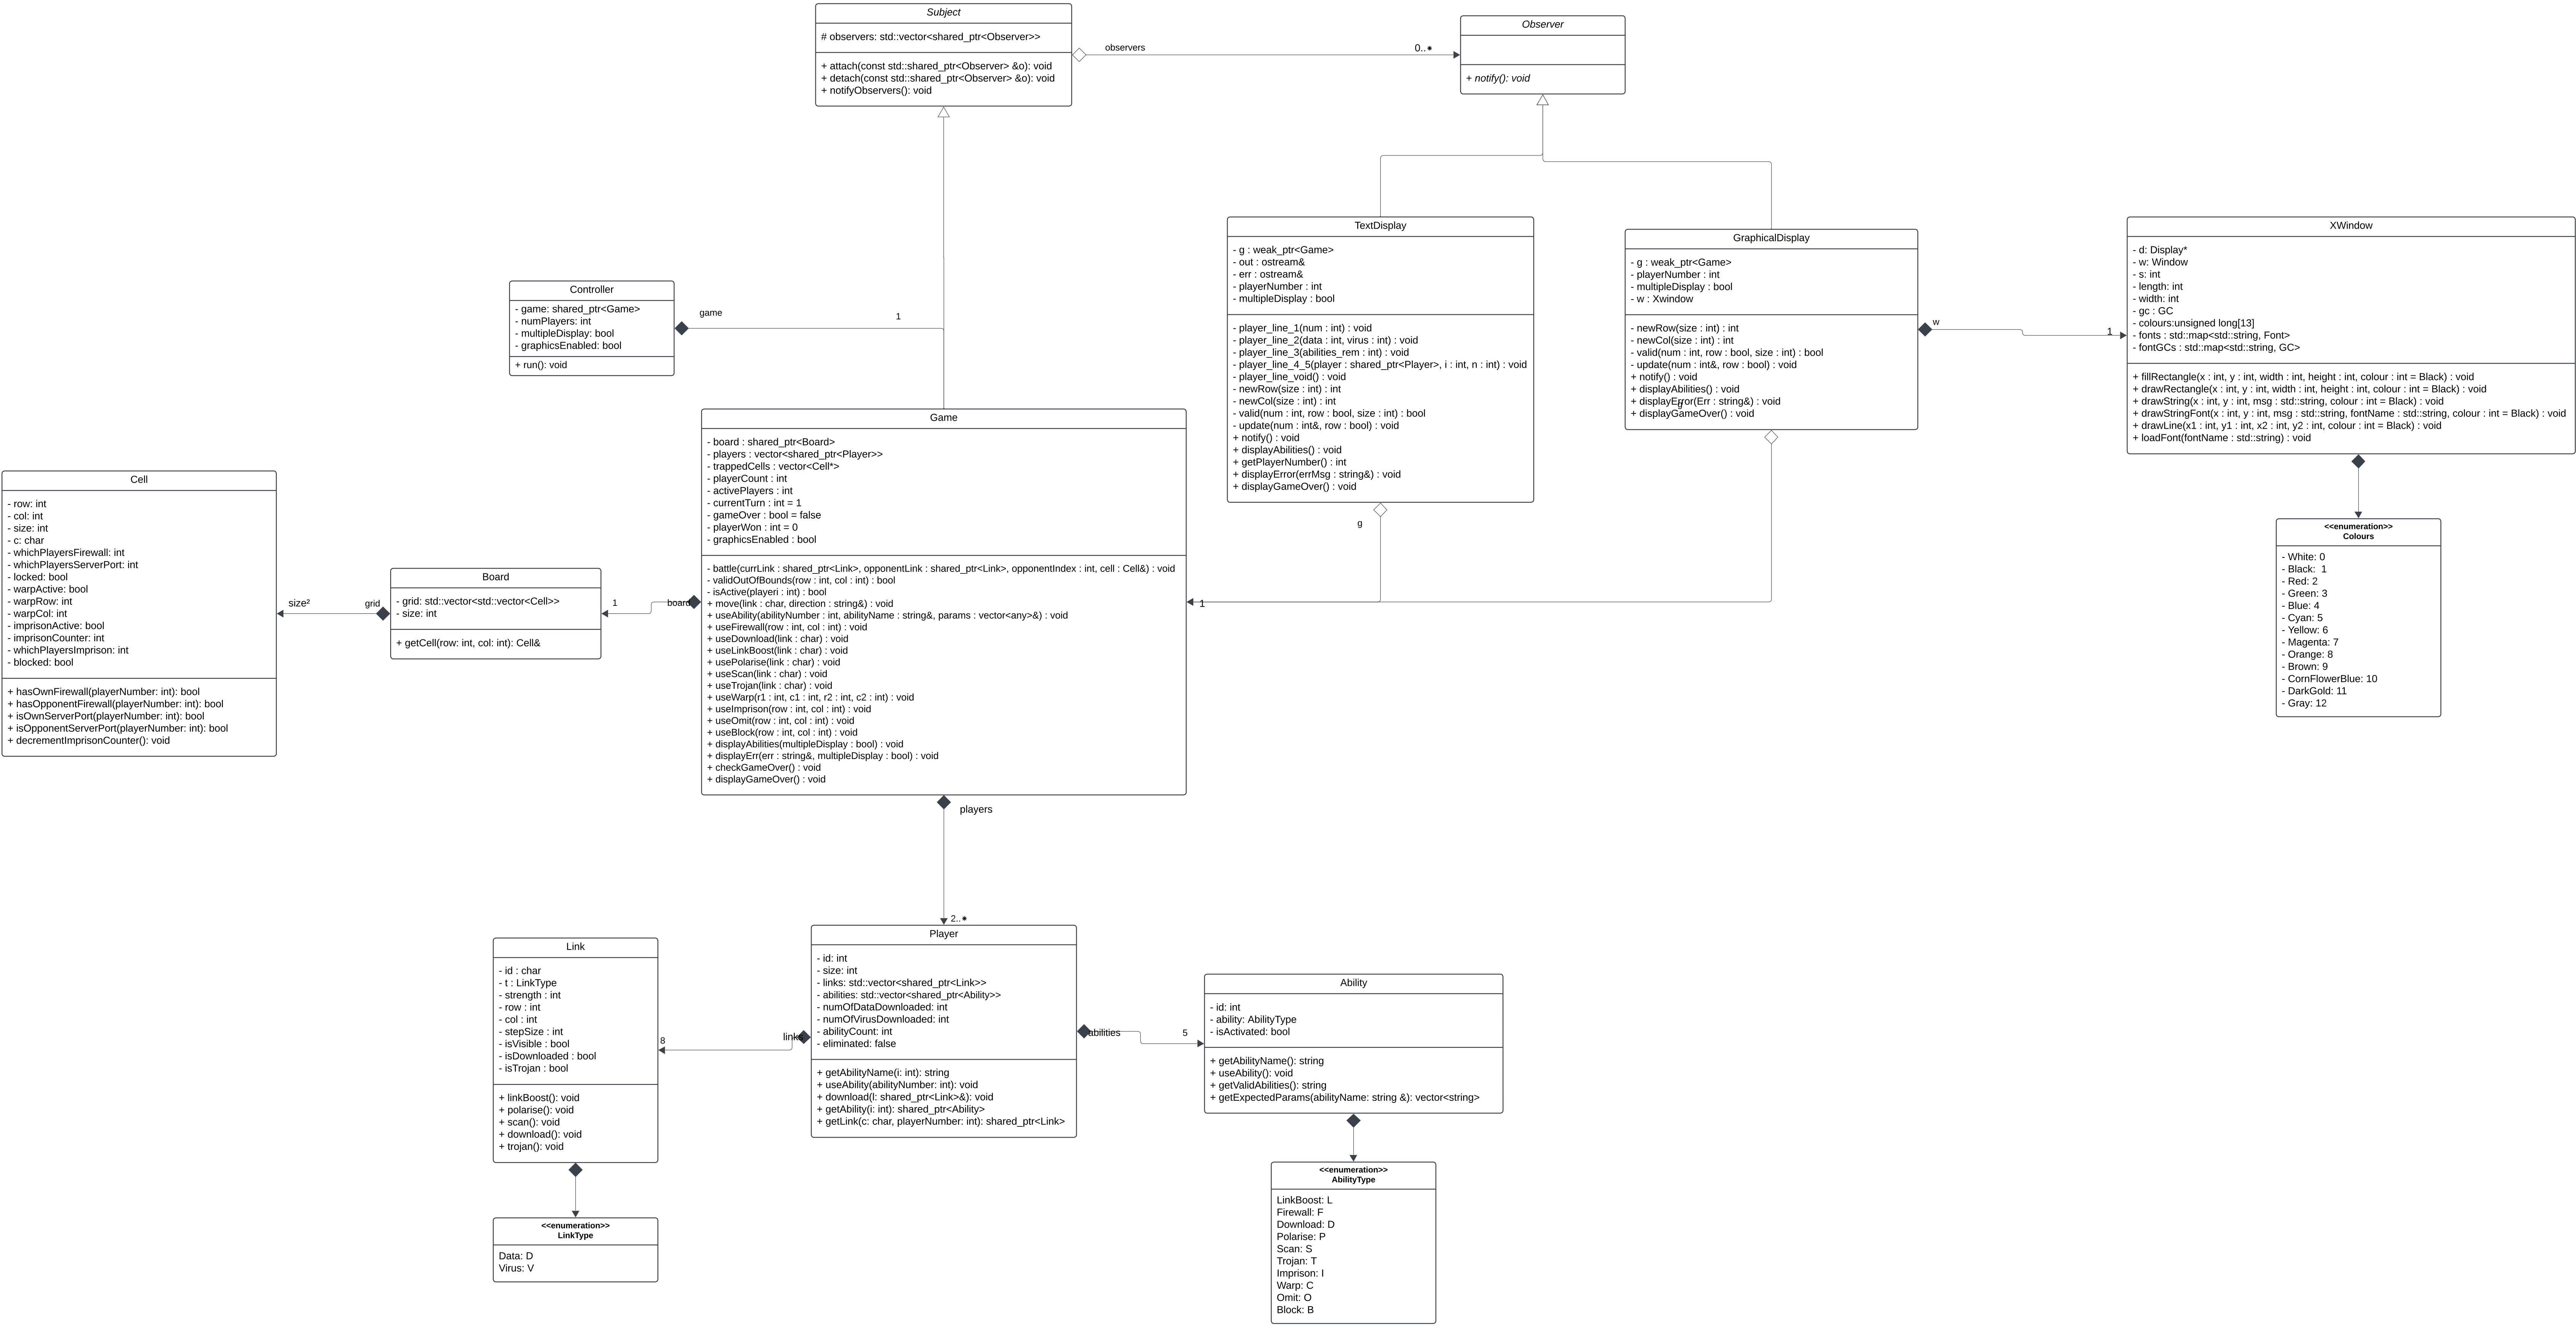 Subject
# observers: std::vector<shared_ptr<Observer>>
+ attach(const std::shared_ptr<Observer> &o): void
+ detach(const std::shared_ptr<Observer> &o): void
+ notifyObservers(): void
observers
0..*
Observer
+ notify(): void
TextDisplay
- g : weak_ptr<Game>
- out : ostream&
- err : ostream&
- playerNumber : int
- multipleDisplay : bool
- player_line_1(num : int) : void
- player_line_2(data : int, virus : int) : void
- player_line_3(abilities_rem : int) : void
- player_line_4_5(player : shared_ptr<Player>, i : int, n : int) : void
- player_line_void() : void
- newRow(size : int) : int
- newCol(size : int) : int
- valid(num : int, row : bool, size : int) : bool
- update(num : int&, row : bool) : void
+ notify() : void
+ displayAbilities() : void
+ getPlayerNumber() : int
+ displayError(errMsg : string&) : void
+ displayGameOver() : void
g
GraphicalDisplay
- g : weak_ptr<Game>
- playerNumber : int
- multipleDisplay : bool
- w : Xwindow
- newRow(size : int) : int
- newCol(size : int) : int
- valid(num : int, row : bool, size : int) : bool
- update(num : int&, row : bool) : void
+ notify() : void
+ displayAbilities() : void
+ displayError(Err : string&) : void
g
+ displayGameOver() : void
w
1
XWindow
- d: Display*
- w: Window
- s: int
- length: int
- width: int
- gc : GC
- colours:unsigned long[13]
- fonts : std::map<std::string, Font>
- fontGCs : std::map<std::string, GC>
+ fillRectangle(x : int, y : int, width : int, height : int, colour : int = Black) : void
+ drawRectangle(x : int, y : int, width : int, height : int, colour : int = Black) : void
+ drawString(x : int, y : int, msg : std::string, colour : int = Black) : void
+ drawStringFont(x : int, y : int, msg : std::string, fontName : std::string, colour : int = Black) : void
+ drawLine(x1 : int, y1 : int, x2 : int, y2 : int, colour : int = Black) : void
+ loadFont(fontName : std::string) : void
<<enumeration>>
Colours
- White: 0
- Black:  1
- Red: 2
- Green: 3
- Blue: 4
- Cyan: 5
- Yellow: 6
- Magenta: 7
- Orange: 8
- Brown: 9
- CornFlowerBlue: 10
- DarkGold: 11
- Gray: 12
Controller
- game: shared_ptr<Game>
- numPlayers: int
- multipleDisplay: bool
- graphicsEnabled: bool
+ run(): void
game
1
Game
- board : shared_ptr<Board>
- players : vector<shared_ptr<Player>>
- trappedCells : vector<Cell*>
- playerCount : int
- activePlayers : int
- currentTurn : int = 1
- gameOver : bool = false
- playerWon : int = 0
- graphicsEnabled : bool
- battle(currLink : shared_ptr<Link>, opponentLink : shared_ptr<Link>, opponentIndex : int, cell : Cell&) : void
- validOutOfBounds(row : int, col : int) : bool
- isActive(playeri : int) : bool
+ move(link : char, direction : string&) : void
+ useAbility(abilityNumber : int, abilityName : string&, params : vector<any>&) : void
+ useFirewall(row : int, col : int) : void
+ useDownload(link : char) : void
+ useLinkBoost(link : char) : void
+ usePolarise(link : char) : void
+ useScan(link : char) : void
+ useTrojan(link : char) : void
+ useWarp(r1 : int, c1 : int, r2 : int, c2 : int) : void
+ useImprison(row : int, col : int) : void
+ useOmit(row : int, col : int) : void
+ useBlock(row : int, col : int) : void
+ displayAbilities(multipleDisplay : bool) : void
+ displayErr(err : string&, multipleDisplay : bool) : void
+ checkGameOver() : void
+ displayGameOver() : void
1
Cell
- row: int
- col: int
- size: int
- c: char
- whichPlayersFirewall: int
- whichPlayersServerPort: int
- locked: bool
- warpActive: bool
- warpRow: int
- warpCol: int
- imprisonActive: bool
- imprisonCounter: int
- whichPlayersImprison: int
- blocked: bool
+ hasOwnFirewall(playerNumber: int): bool
+ hasOpponentFirewall(playerNumber: int): bool
+ isOwnServerPort(playerNumber: int): bool
+ isOpponentServerPort(playerNumber: int): bool
+ decrementImprisonCounter(): void
size²
grid
Board
- grid: std::vector<std::vector<Cell>>
- size: int
+ getCell(row: int, col: int): Cell&
1
board
players
2..*
Link
- id : char
- t : LinkType
- strength : int
- row : int
- col : int
- stepSize : int
- isVisible : bool
- isDownloaded : bool
- isTrojan : bool
+ linkBoost(): void
+ polarise(): void
+ scan(): void
+ download(): void
+ trojan(): void
8
links
Player
- id: int
- size: int
- links: std::vector<shared_ptr<Link>>
- abilities: std::vector<shared_ptr<Ability>>
- numOfDataDownloaded: int
- numOfVirusDownloaded: int
- abilityCount: int
- eliminated: false
+ getAbilityName(i: int): string
+ useAbility(abilityNumber: int): void
+ download(l: shared_ptr<Link>&): void
+ getAbility(i: int): shared_ptr<Ability>
+ getLink(c: char, playerNumber: int): shared_ptr<Link>
abilities
5
Ability
- id: int
- ability: AbilityType
- isActivated: bool
+ getAbilityName(): string
+ useAbility(): void
+ getValidAbilities(): string
+ getExpectedParams(abilityName: string &): vector<string>
<<enumeration>>
LinkType
Data: D
Virus: V
<<enumeration>>
AbilityType
LinkBoost: L
Firewall: F
Download: D
Polarise: P
Scan: S
Trojan: T
Imprison: I
Warp: C
Omit: O
Block: B